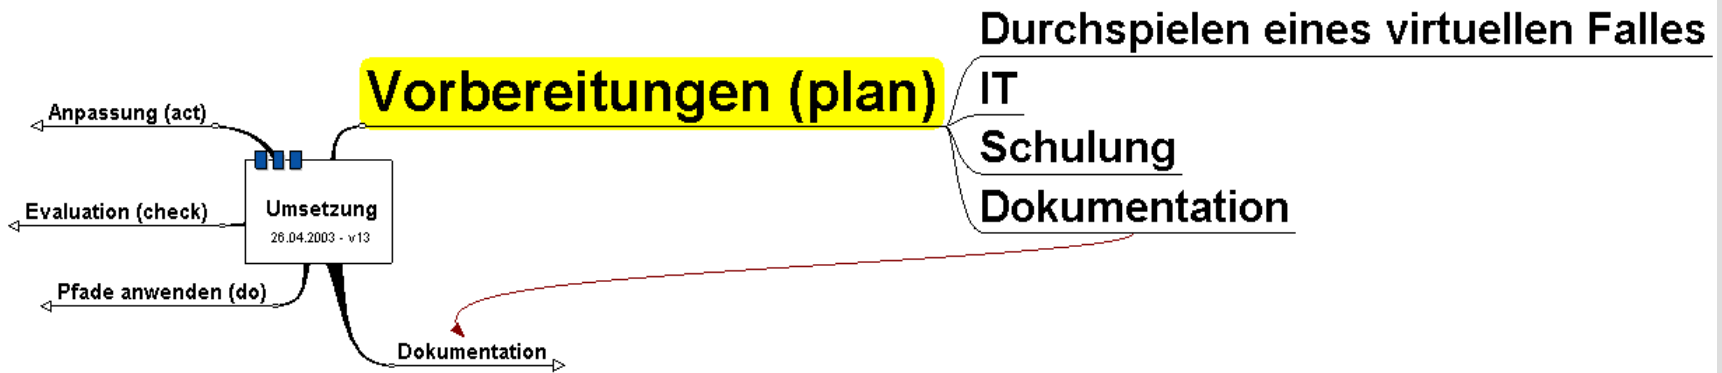 Durchspielen eines virtuellen Falles
Vorbereitungen (plan)
IT
Anpassung (act)
Schulung
Evaluation (check)
Umsetzung
Dokumentation
26.04.2003 - v13
Pfade anwenden (do)
Dokumentation